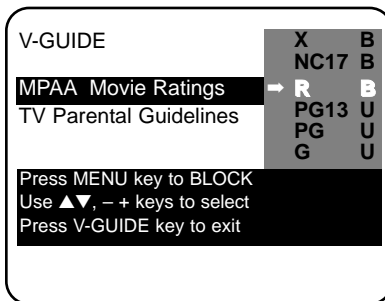 V-GUIDE
X B
NC17 B
MPAA Movie Ratings ➡ R B
TV Parental Guidelines PG13 U
PG U
G U
Press MENU key to BLOCK
Use ▲▼, – + keys to select
Press V-GUIDE key to exit